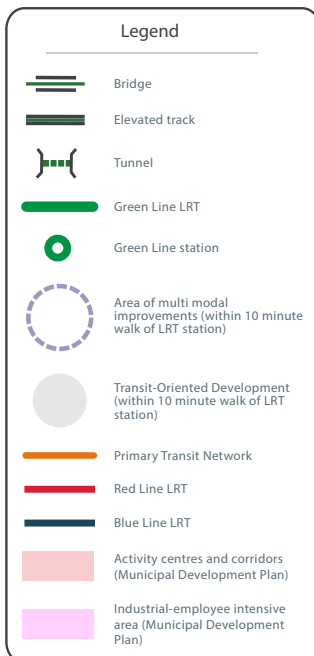 Legend
Bridge
Elevated track
Tunnel
Green Line LRT
Green Line station
Area of multi modal
improvements (within 10 minute
walk of LRT station)
Transit-Oriented Development
(within 10 minute walk of LRT
station)
Primary Transit Network
Red Line LRT
Blue Line LRT
Activity centres and corridors
(Municipal Development Plan)
Industrial-employee intensive
area (Municipal Development
Plan)